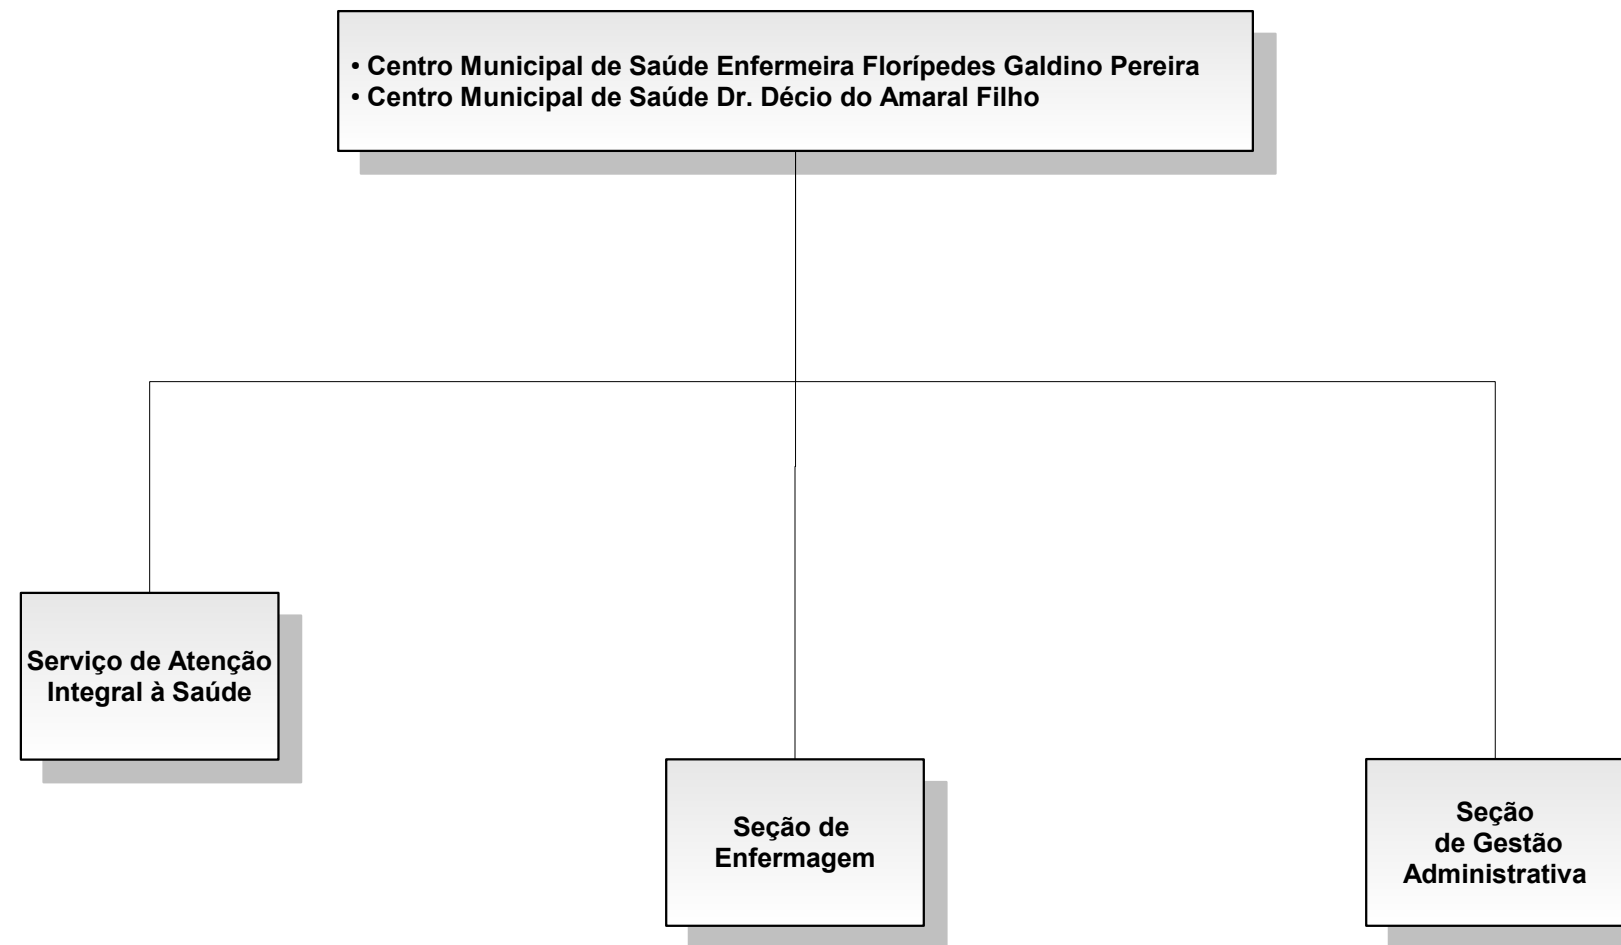 • Centro Municipal de Saúde Enfermeira Florípedes Galdino Pereira
• Centro Municipal de Saúde Dr. Décio do Amaral Filho
Serviço de Atenção
Integral à Saúde
Seção de
Enfermagem
Seção
de Gestão
Administrativa